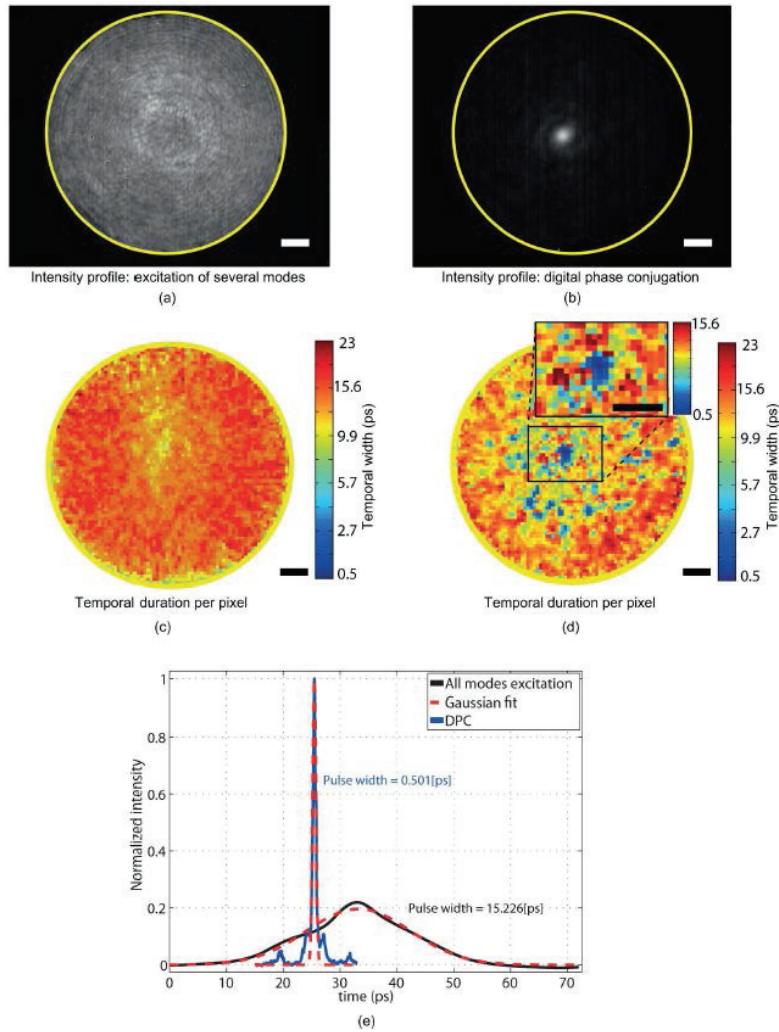 Intensity profile: excitation of several modes
(a)
Intensity profile: digital phase conjugation
(b)
23
15.6
9.9
5.7
2.7
0.5
Temporal width (ps)
Temporal duration per pixel
(c)
15.6
0.5
23
15.6
9.9
5.7
2.7
0.5
Temporal width (ps)
Temporal duration per pixel
(d)
All modes excitation
Gaussian fit
DPC
Pulse width = 0.501[ps]
Pulse width = 15.226[ps]
Normalized intensity
1
0.8
0.6
0.4
0.2
0
0 10 20 30 40 50 60 70
time (ps)
(e)